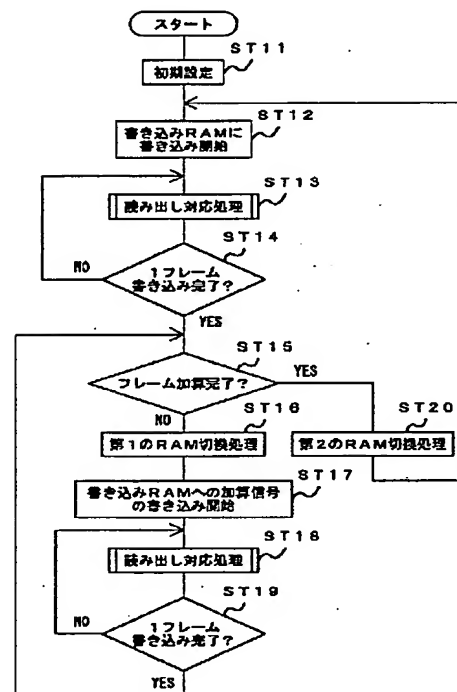 スタート
ST11
初期設定
ST12
書き込みRAMに
書き込み開始
ST13
読み出し対応処理
ST14
NO
1フレーム
書き込み完了?
YES
ST15
フレーム加算完了?
YES
NO
ST16
第1のRAM切換処理
ST20
第2のRAM切換処理
ST17
書き込みRAMへの加算信号
の書き込み開始
ST18
読み出し対応処理
ST19
NO
1フレーム
書き込み完了?
YES